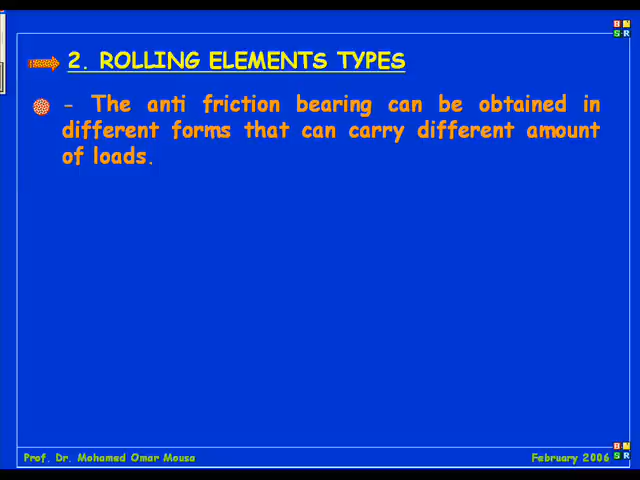 2. ROLLING ELEMENTS TYPES
- The anti friction bearing can be obtained in
different forms that can carry different amount
of loads.
Prof. Dr. Mohamed Omar Mousa
February 2006